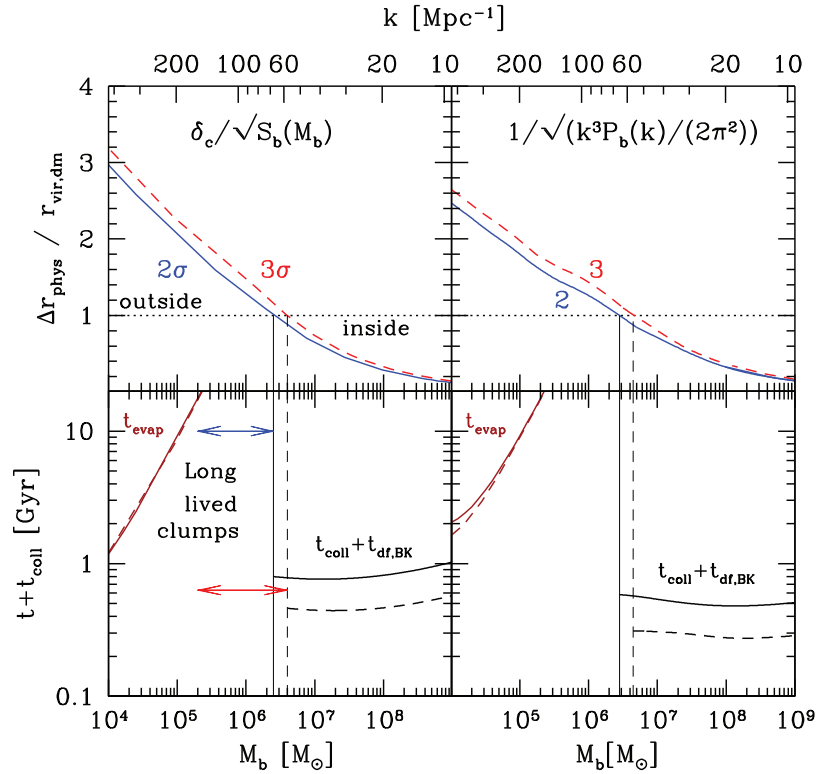 k [Mpc⁻¹]
200 100 60 20 10 200 100 60 20 10
4
3
2
1
Δr_phys / r_vir,dm
δ_c/√S_b(M_b)
1/√(k³P_b(k)/(2π²))
2σ 3σ
outside
inside
3
2
10
1
0.1
t+t_coll [Gyr]
t_evap
Long
lived
clumps
t_coll+t_df,BK
t_evap
t_coll+t_df,BK
10⁴ 10⁵ 10⁶ 10⁷ 10⁸ 10⁵ 10⁶ 10⁷ 10⁸ 10⁹
M_b [M_⊙] M_b[M_⊙]